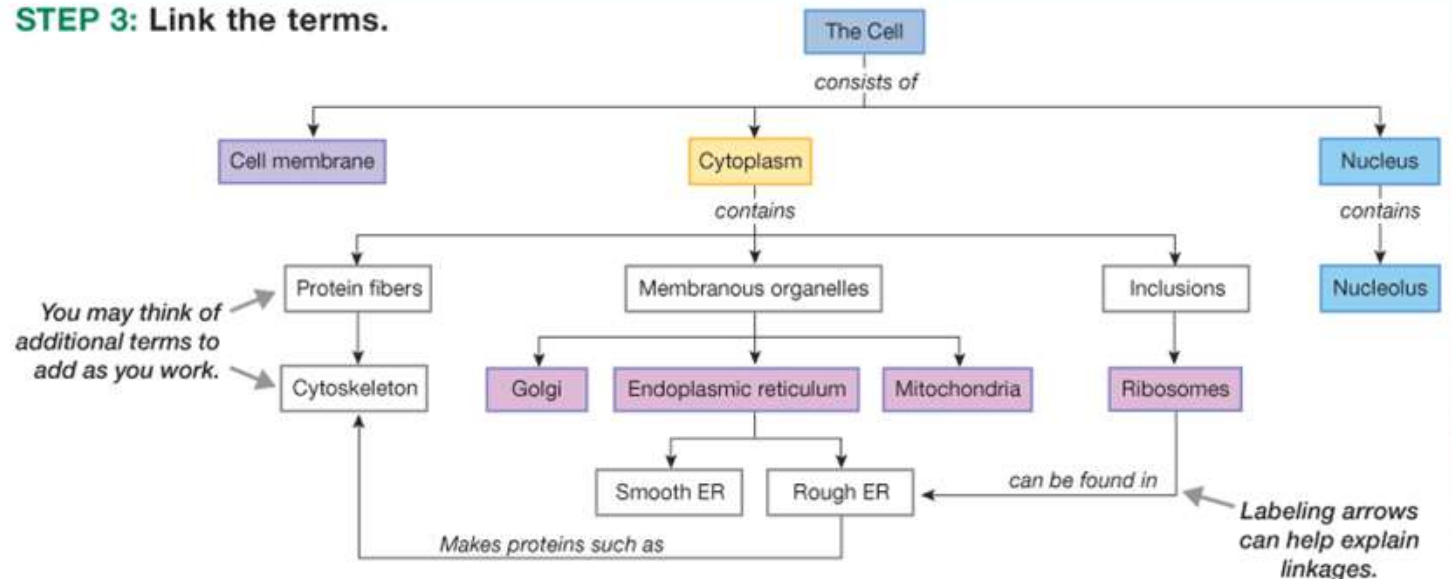 STEP 3: Link the terms.
The Cell
consists of
Cell membrane
Cytoplasm
Nucleus
contains
contains
Protein fibers
Membranous organelles
Inclusions
Nucleolus
You may think of
additional terms to
add as you work.
Cytoskeleton
Golgi
Endoplasmic reticulum
Mitochondria
Ribosomes
Smooth ER
Rough ER
can be found in
Labeling arrows
can help explain
linkages.
Makes proteins such as